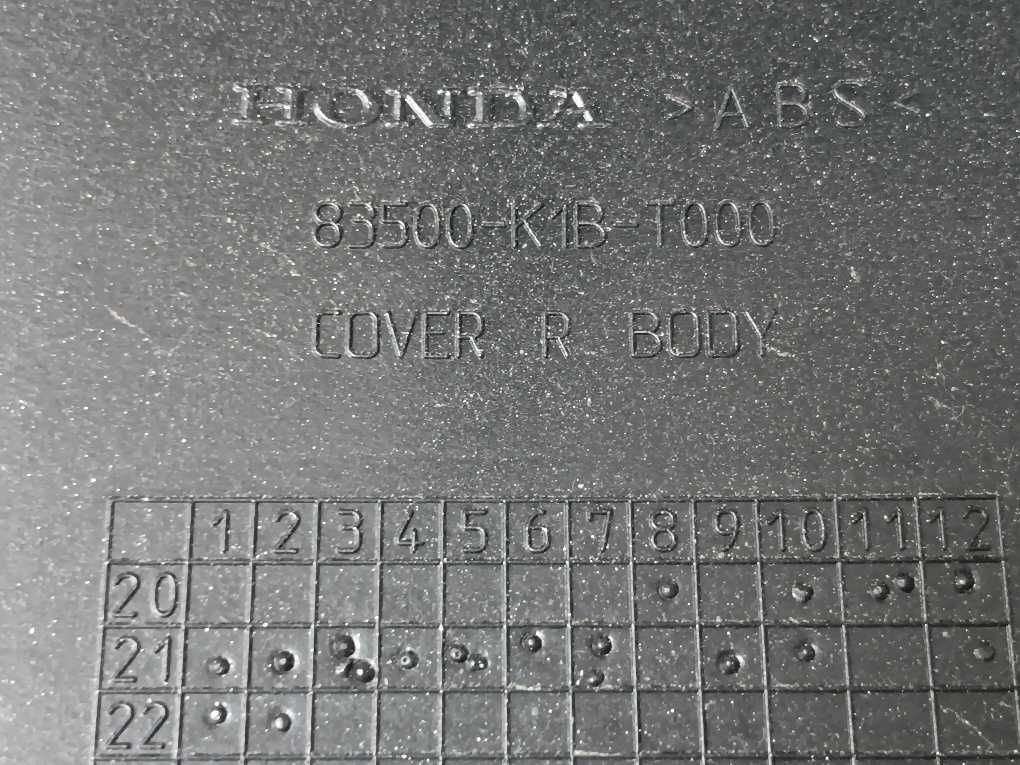 HONDA >ABS<
83500-K1B-T000
COVER R BODY
1 2 3 4 5 6 7 8 9 10 11 12
20
21
22